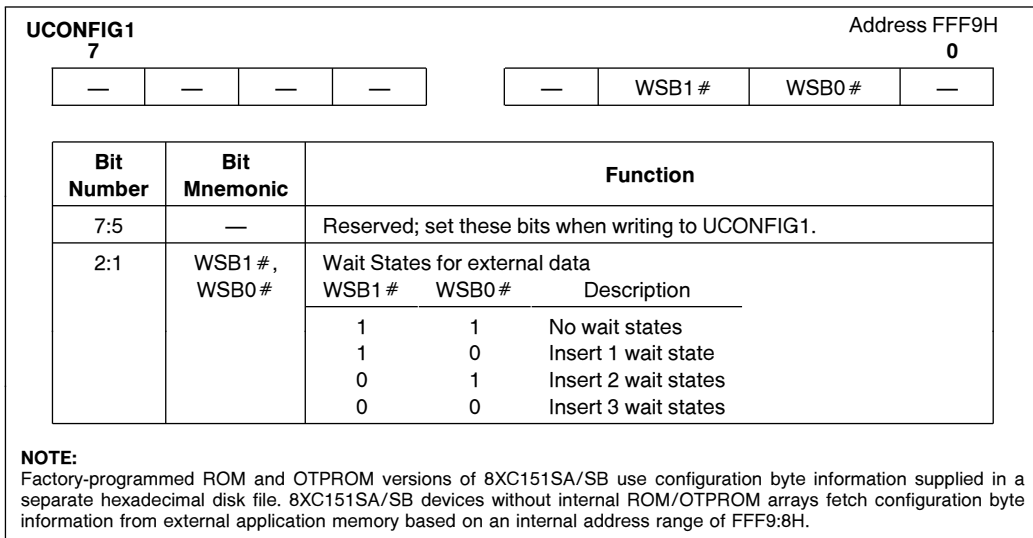 UCONFIG1 Address FFF9H
7 0
— — — — — WSB1# WSB0# —
Bit Number Bit Mnemonic Function
7:5 — Reserved; set these bits when writing to UCONFIG1.
2:1 WSB1#, WSB0# Wait States for external data
WSB1# WSB0# Description
1 1 No wait states
1 0 Insert 1 wait state
0 1 Insert 2 wait states
0 0 Insert 3 wait states
NOTE:
Factory-programmed ROM and OTPROM versions of 8XC151SA/SB use configuration byte information supplied in a
separate hexadecimal disk file. 8XC151SA/SB devices without internal ROM/OTPROM arrays fetch configuration byte
information from external application memory based on an internal address range of FFF9:8H.